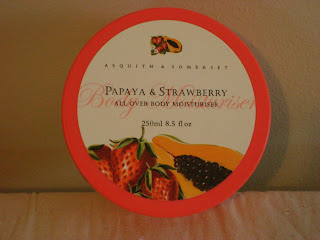 ASQUITH & SOMERSET
Body Moisturiser
PAPAYA & STRAWBERRY
ALL OVER BODY MOISTURISER
250ml 8.5 fl oz